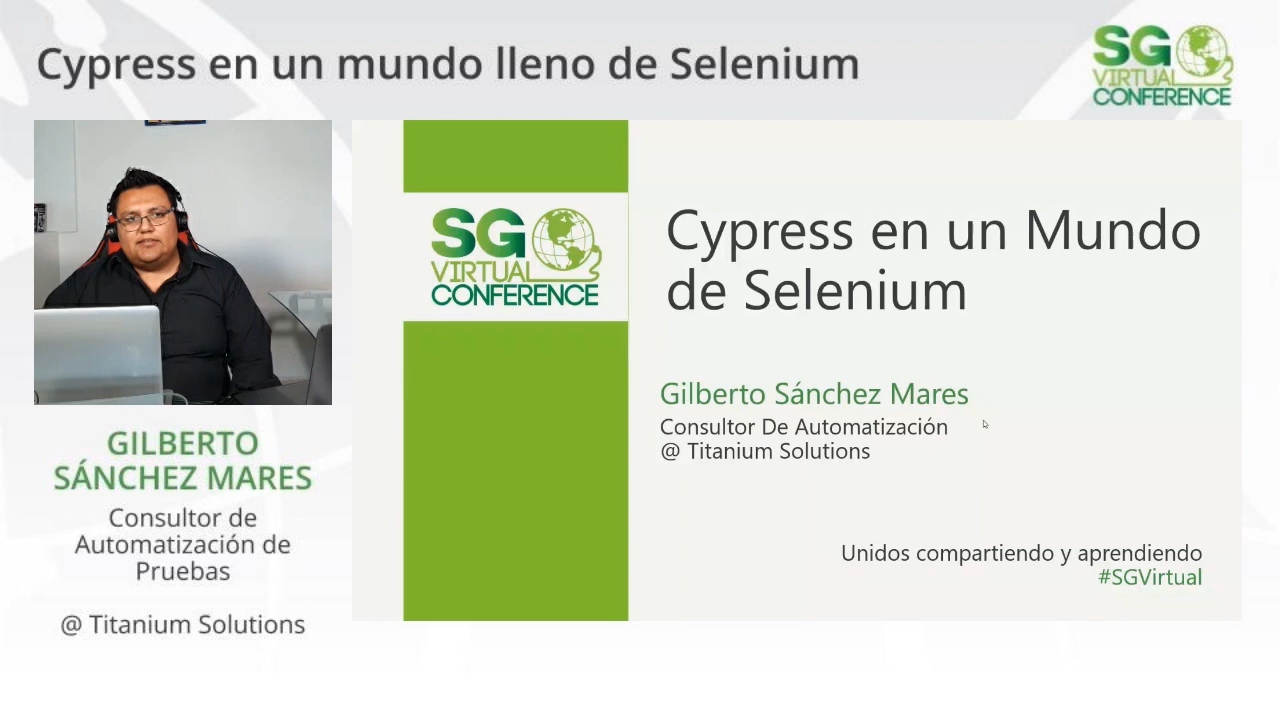 Cypress en un mundo lleno de Selenium
SG
VIRTUAL
CONFERENCE
SG
VIRTUAL
CONFERENCE
Cypress en un Mundo
de Selenium
Gilberto Sánchez Mares
Consultor De Automatización
@ Titanium Solutions
Unidos compartiendo y aprendiendo
#SGVirtual
GILBERTO
SÁNCHEZ MARES
Consultor de
Automatización de
Pruebas
@ Titanium Solutions